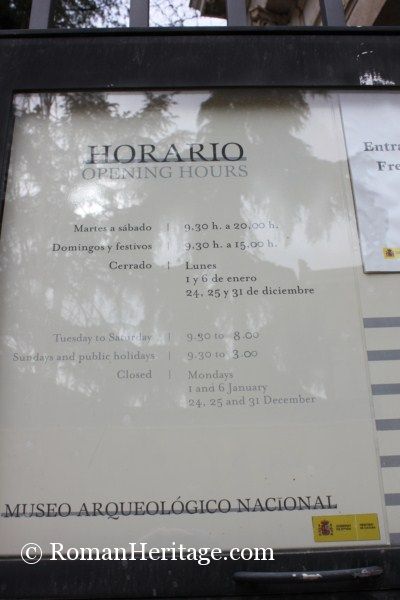 HORARIO
OPENING HOURS
Martes a sábado | 9.30 h. a 20.00 h.
Domingos y festivos | 9.30 h. a 15.00 h.
Cerrado | Lunes
1 y 6 de enero
24, 25 y 31 de diciembre
Tuesday to Saturday | 9.30 to 8.00
Sundays and public holidays | 9.30 to 3.00
Closed | Mondays
1 and 6 January
24, 25 and 31 December
MUSEO ARQUEOLÓGICO NACIONAL
Entra
Fre
© RomanHeritage.com